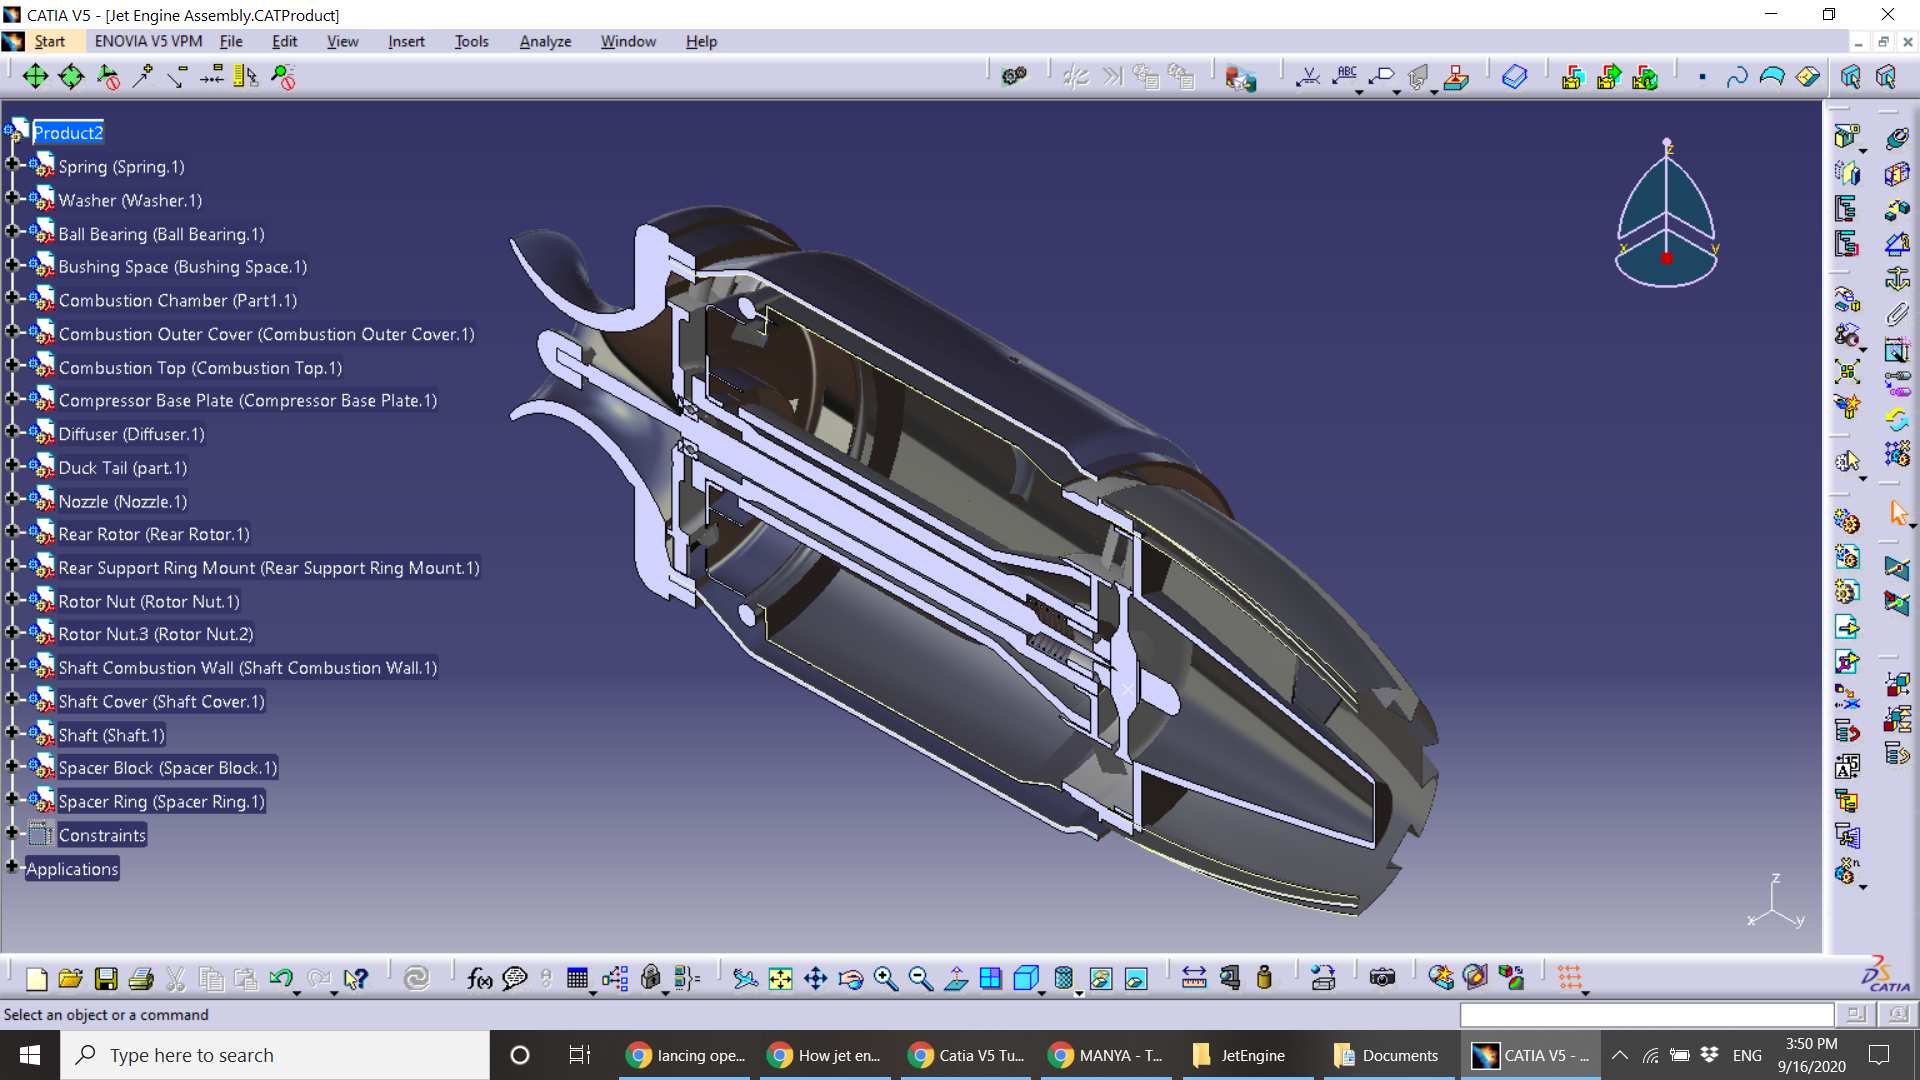 CATIA V5 - [Jet Engine Assembly.CATProduct]
Start ENOVIA V5 VPM File Edit View Insert Tools Analyze Window Help
ABC
Product2
Spring (Spring.1)
Washer (Washer.1)
Ball Bearing (Ball Bearing.1)
Bushing Space (Bushing Space.1)
Combustion Chamber (Part1.1)
Combustion Outer Cover (Combustion Outer Cover.1)
Combustion Top (Combustion Top.1)
Compressor Base Plate (Compressor Base Plate.1)
Diffuser (Diffuser.1)
Duck Tail (part.1)
Nozzle (Nozzle.1)
Rear Rotor (Rear Rotor.1)
Rear Support Ring Mount (Rear Support Ring Mount.1)
Rotor Nut (Rotor Nut.1)
Rotor Nut.3 (Rotor Nut.2)
Shaft Combustion Wall (Shaft Combustion Wall.1)
Shaft Cover (Shaft Cover.1)
Shaft (Shaft.1)
Spacer Block (Spacer Block.1)
Spacer Ring (Spacer Ring.1)
Constraints
Applications
z
x y
z
x y
f(x)
CATIA
Select an object or a command
Type here to search
lancing ope...
How jet en...
Catia V5 Tu...
MANYA - T...
JetEngine
Documents
CATIA V5 - ...
ENG
3:50 PM
9/16/2020